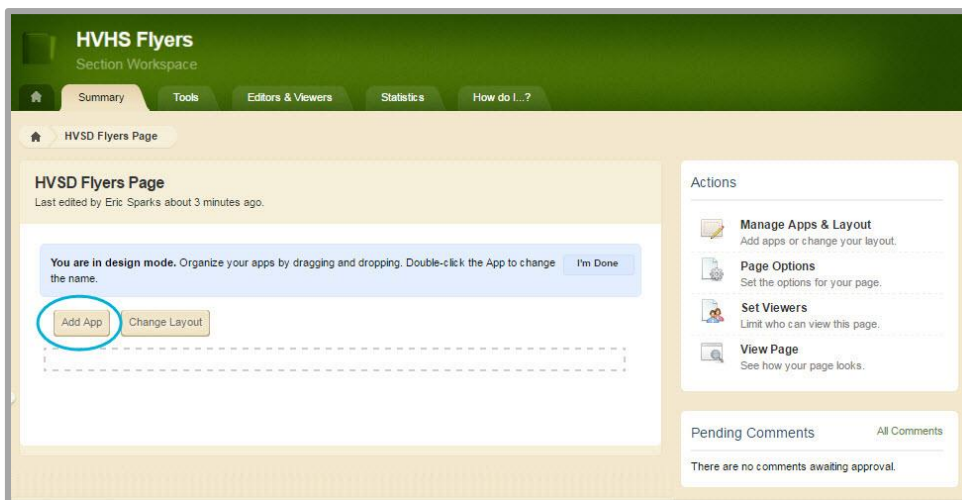 HVHS Flyers
Section Workspace
Summary
Tools
Editors & Viewers
Statistics
How do I...?
HVSD Flyers Page
HVSD Flyers Page
Last edited by Eric Sparks about 3 minutes ago.
You are in design mode. Organize your apps by dragging and dropping. Double-click the App to change
the name.
I'm Done
Add App
Change Layout
Actions
Manage Apps & Layout
Add apps or change your layout.
Page Options
Set the options for your page.
Set Viewers
Limit who can view this page.
View Page
See how your page looks.
Pending Comments
All Comments
There are no comments awaiting approval.